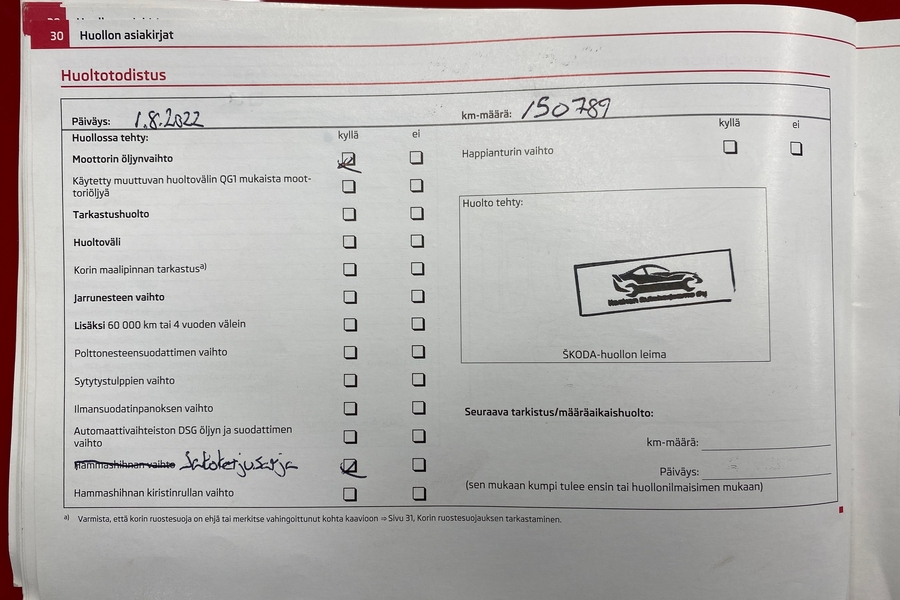 30 Huollon asiakirjat
Huoltotodistus
Päiväys: 1.8.2022
km-määrä: 150789
Huollossa tehty: kyllä ei
Moottorin öljynvaihto
Käytetty muuttuvan huoltovälin QG1 mukaista moot-
toriöljyä
Tarkastushuolto
Huoltoväli
Korin maalipinnan tarkastusa)
Jarrunesteen vaihto
Lisäksi 60 000 km tai 4 vuoden välein
Polttonesteensuodattimen vaihto
Sytytystulppien vaihto
Ilmansuodatinpanoksen vaihto
Automaattivaihteiston DSG öljyn ja suodattimen
vaihto
Hammashihnan vaihto Jakoketjusarja
Hammashihnan kiristinrullan vaihto
kyllä ei
Happianturin vaihto
Huolto tehty:
ŠKODA-huollon leima
Seuraava tarkistus/määräaikaishuolto:
km-määrä:
Päiväys:
(sen mukaan kumpi tulee ensin tai huollonilmaisimen mukaan)
a) Varmista, että korin ruostesuoja on ehjä tai merkitse vahingoittunut kohta kaavioon ⇒ Sivu 31, Korin ruostesuojauksen tarkastaminen.